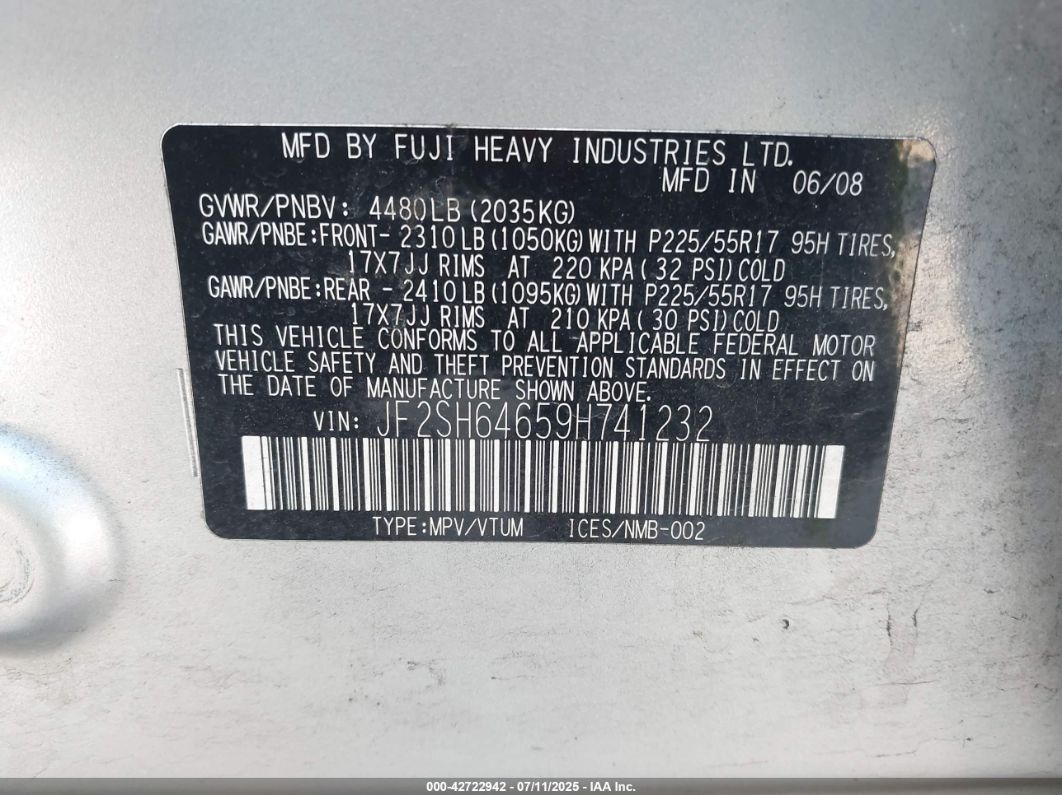 MFD BY FUJI HEAVY INDUSTRIES LTD.
MFD IN 06/08
GVWR/PNBV: 4480LB (2035KG)
GAWR/PNBE:FRONT- 2310LB(1050KG)WITH P225/55R17 95H TIRES,
17X7JJ RIMS AT 220 KPA( 32 PSI)COLD
GAWR/PNBE:REAR - 2410LB(1095KG)WITH P225/55R17 95H TIRES,
17X7JJ RIMS AT 210 KPA( 30 PSI)COLD
THIS VEHICLE CONFORMS TO ALL APPLICABLE FEDERAL MOTOR
VEHICLE SAFETY AND THEFT PREVENTION STANDARDS IN EFFECT ON
THE DATE OF MANUFACTURE SHOWN ABOVE.
VIN: JF2SH64659H741232
TYPE:MPV/VTUM ICES/NMB-002
000-42722942 - 07/11/2025 - IAA Inc.